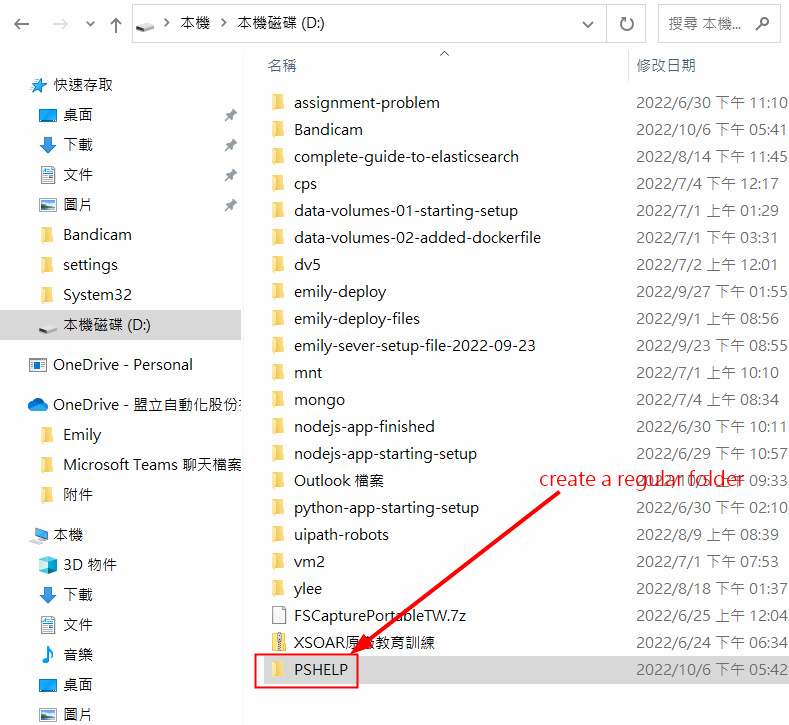 本機 > 本機磁碟 (D:)
搜尋 本機...
快速存取
桌面
下載
文件
圖片
Bandicam
settings
System32
本機磁碟 (D:)
OneDrive - Personal
OneDrive - 盟立自動化股份
Emily
Microsoft Teams 聊天檔案
附件
本機
3D 物件
下載
文件
音樂
桌面
圖片
名稱 修改日期
assignment-problem 2022/6/30 下午 11:10
Bandicam 2022/10/6 下午 05:41
complete-guide-to-elasticsearch 2022/8/14 下午 11:45
cps 2022/7/4 下午 12:17
data-volumes-01-starting-setup 2022/7/1 上午 01:29
data-volumes-02-added-dockerfile 2022/7/1 下午 03:31
dv5 2022/7/2 上午 12:01
emily-deploy 2022/9/27 下午 01:55
emily-deploy-files 2022/9/1 上午 08:56
emily-sever-setup-file-2022-09-23 2022/9/23 下午 08:55
mnt 2022/7/1 上午 10:10
mongo 2022/7/4 上午 08:34
nodejs-app-finished 2022/6/30 下午 10:11
nodejs-app-starting-setup 2022/6/29 下午 10:57
create a regular folder
Outlook 檔案 2022/10/5 上午 09:33
python-app-starting-setup 2022/6/30 下午 02:10
uipath-robots 2022/8/9 上午 08:39
vm2 2022/7/1 下午 07:53
ylee 2022/8/18 下午 01:37
FSCapturePortableTW.7z 2022/6/25 上午 12:04
XSOAR原廠教育訓練 2022/6/24 下午 06:34
PSHELP 2022/10/6 下午 05:42